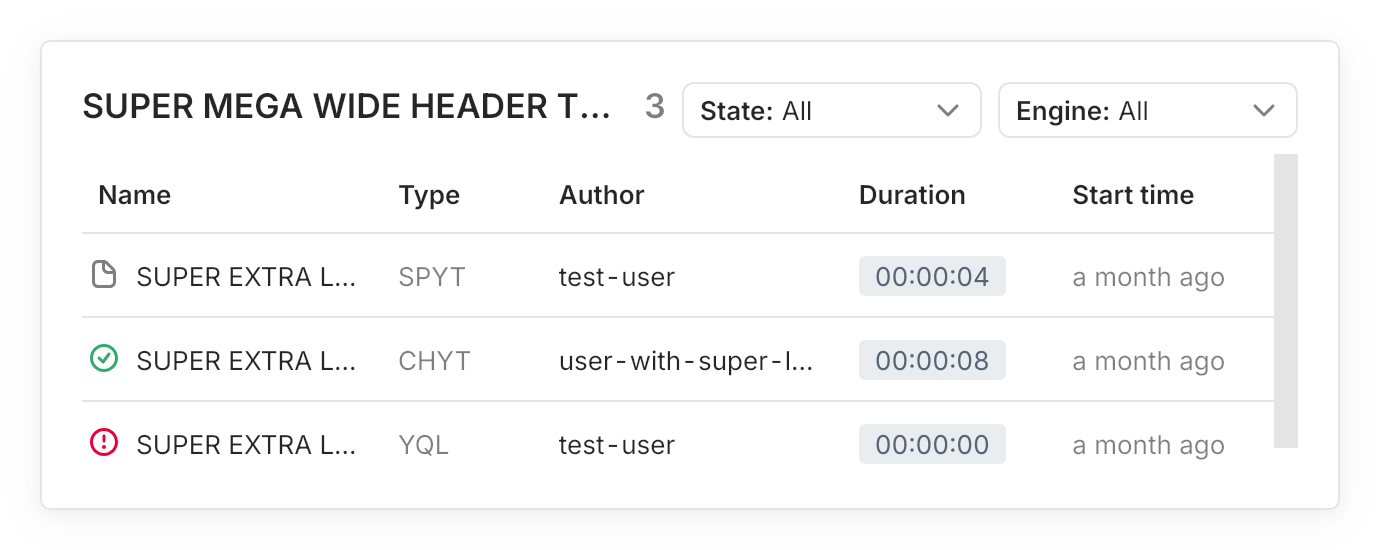 SUPER MEGA WIDE HEADER T... 3 State: All Engine: All
Name Type Author Duration Start time
SUPER EXTRA L... SPYT test-user 00:00:04 a month ago
SUPER EXTRA L... CHYT user-with-super-l... 00:00:08 a month ago
SUPER EXTRA L... YQL test-user 00:00:00 a month ago